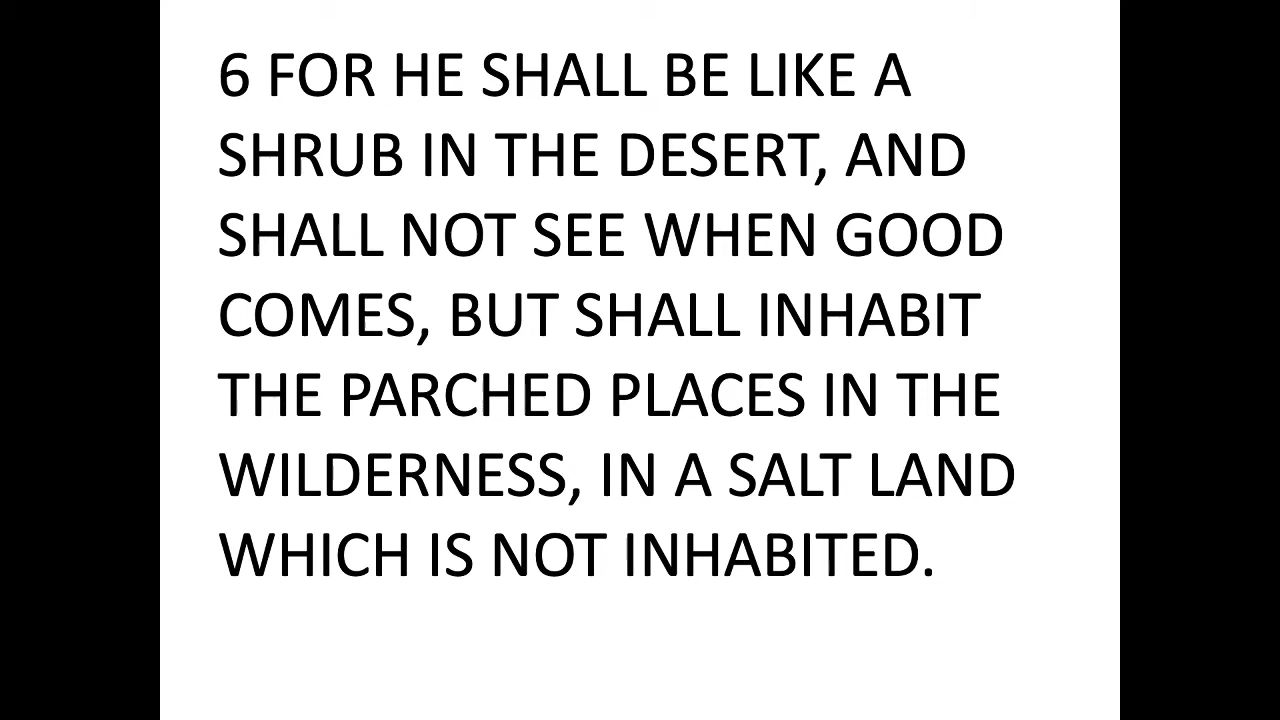 6 FOR HE SHALL BE LIKE A
SHRUB IN THE DESERT, AND
SHALL NOT SEE WHEN GOOD
COMES, BUT SHALL INHABIT
THE PARCHED PLACES IN THE
WILDERNESS, IN A SALT LAND
WHICH IS NOT INHABITED.